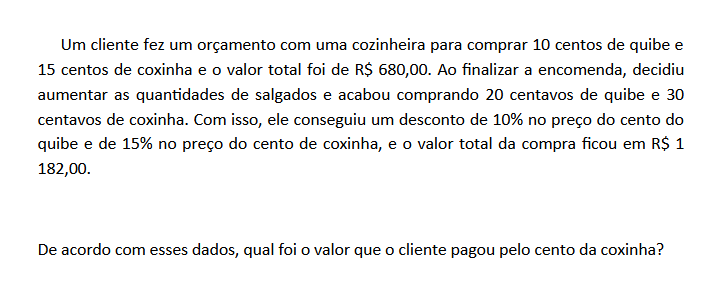 Um cliente fez um orçamento com uma cozinheira para comprar 10 centos de quibe e
15 centos de coxinha e o valor total foi de R$ 680,00. Ao finalizar a encomenda, decidiu
aumentar as quantidades de salgados e acabou comprando 20 centavos de quibe e 30
centavos de coxinha. Com isso, ele conseguiu um desconto de 10% no preço do cento do
quibe e de 15% no preço do cento de coxinha, e o valor total da compra ficou em R$ 1
182,00.
De acordo com esses dados, qual foi o valor que o cliente pagou pelo cento da coxinha?